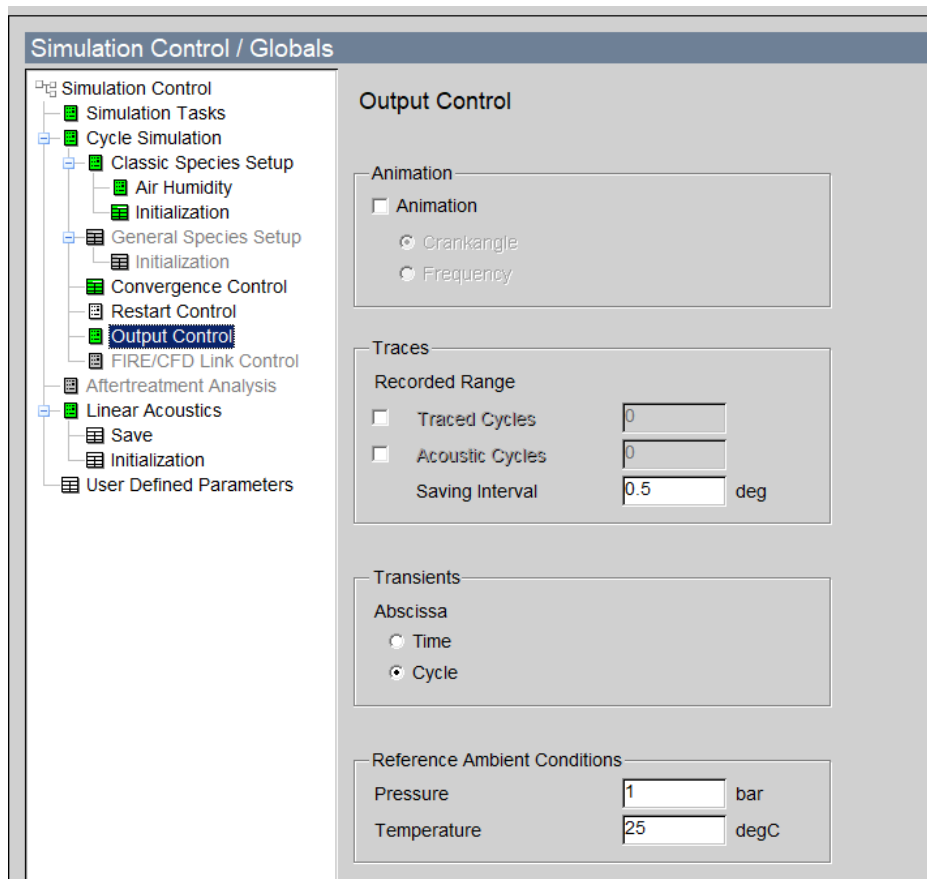 Simulation Control / Globals
Simulation Control
Simulation Tasks
Cycle Simulation
Classic Species Setup
Air Humidity
Initialization
General Species Setup
Initialization
Convergence Control
Restart Control
Output Control
FIRE/CFD Link Control
Aftertreatment Analysis
Linear Acoustics
Save
Initialization
User Defined Parameters
Output Control
Animation
Animation
Crankangle
Frequency
Traces
Recorded Range
Traced Cycles 0
Acoustic Cycles 0
Saving Interval 0.5 deg
Transients
Abscissa
Time
Cycle
Reference Ambient Conditions
Pressure 1 bar
Temperature 25 degC